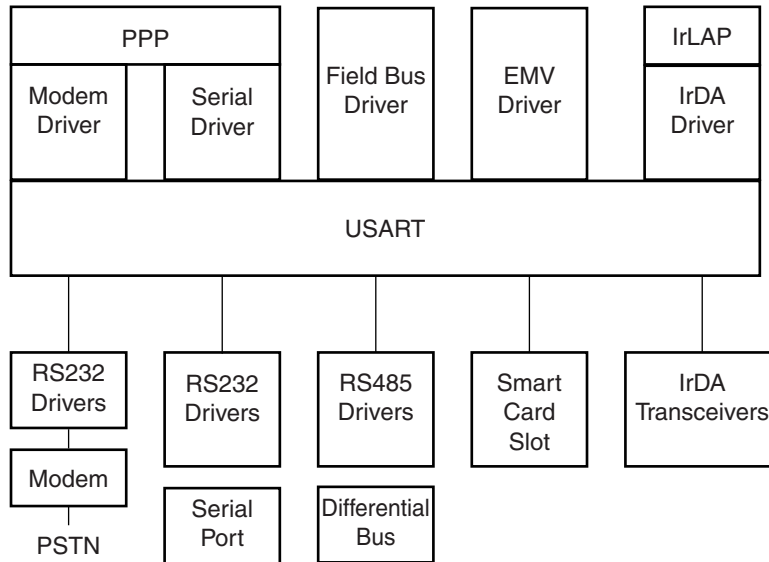 PPP
IrLAP
Modem
Driver
Serial
Driver
Field Bus
Driver
EMV
Driver
IrDA
Driver
USART
RS232
Drivers
RS232
Drivers
RS485
Drivers
Smart
Card
Slot
IrDA
Transceivers
Modem
Serial
Port
Differential
Bus
PSTN